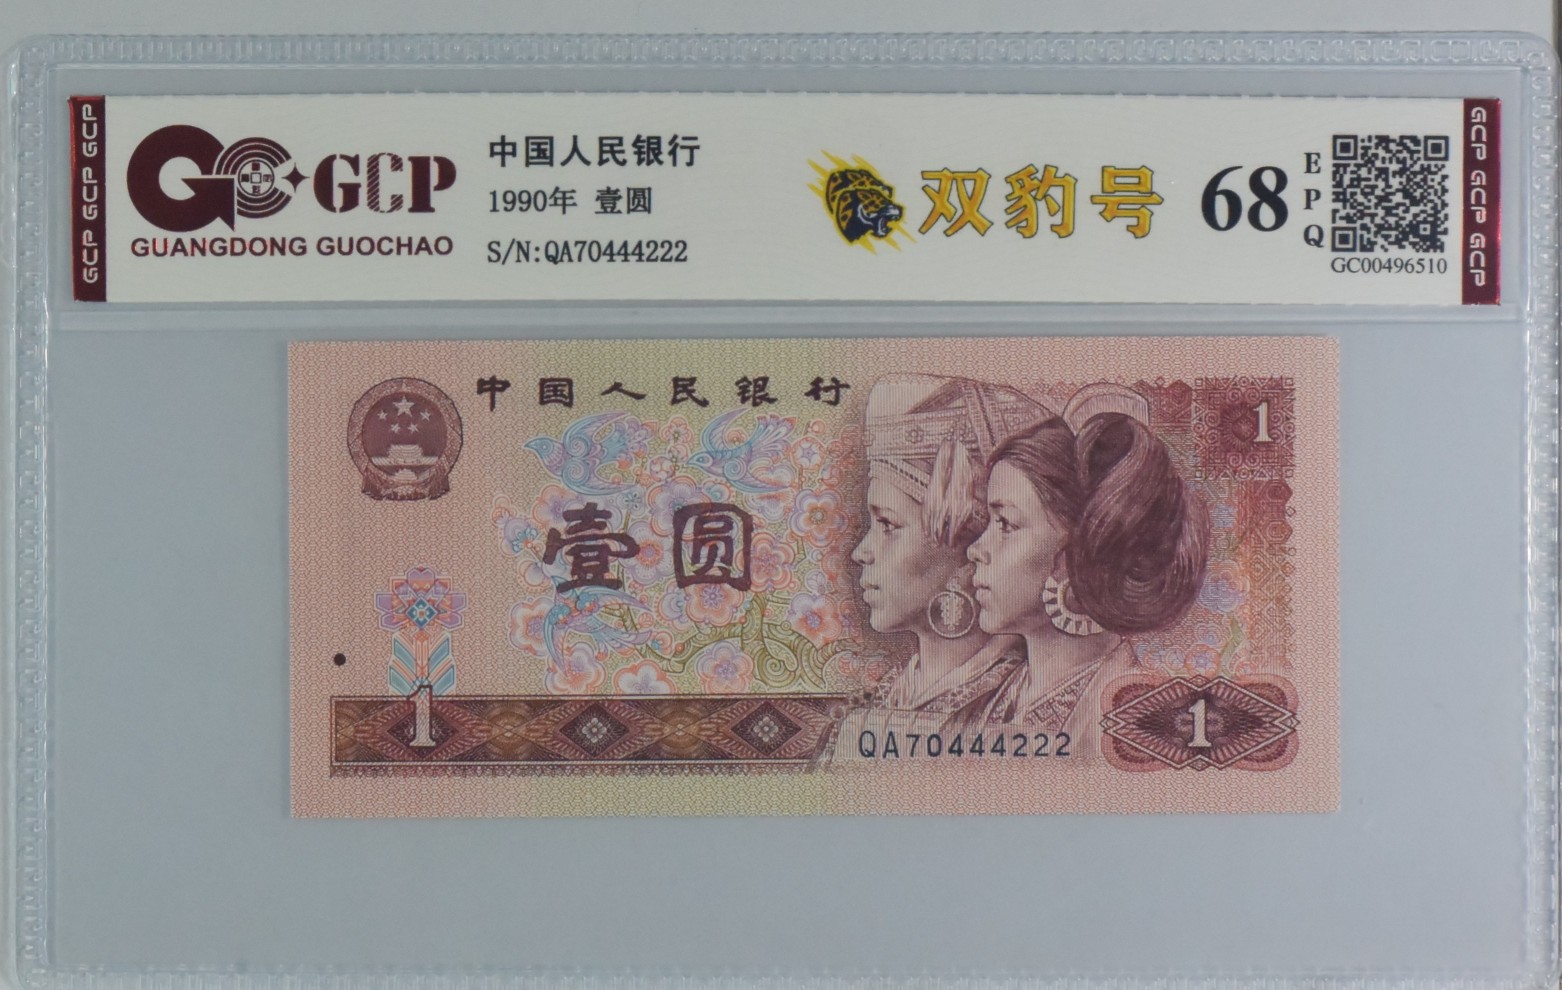 GCP GCP GCP
GCP
GUANGDONG GUOCHAO
中国人民银行
1990年 壹圆
S/N:QA70444222
双豹号
68
E
P
Q
GC00496510
GCP GCP GCP
中国人民银行
1
壹圆
1
QA70444222
1